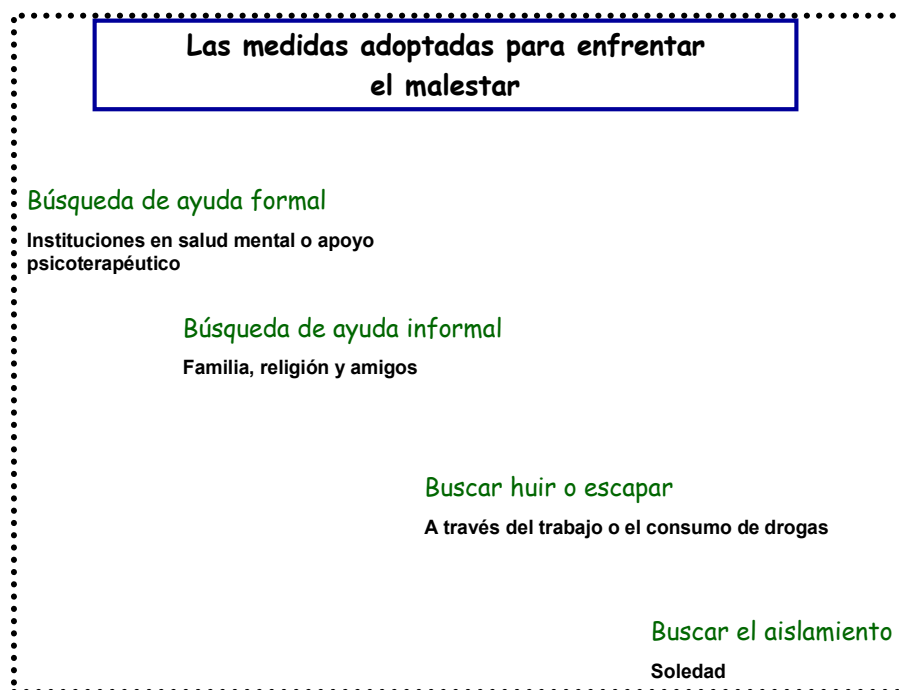 Las medidas adoptadas para enfrentar
el malestar
Búsqueda de ayuda formal
Instituciones en salud mental o apoyo
psicoterapéutico
Búsqueda de ayuda informal
Familia, religión y amigos
Buscar huir o escapar
A través del trabajo o el consumo de drogas
Buscar el aislamiento
Soledad